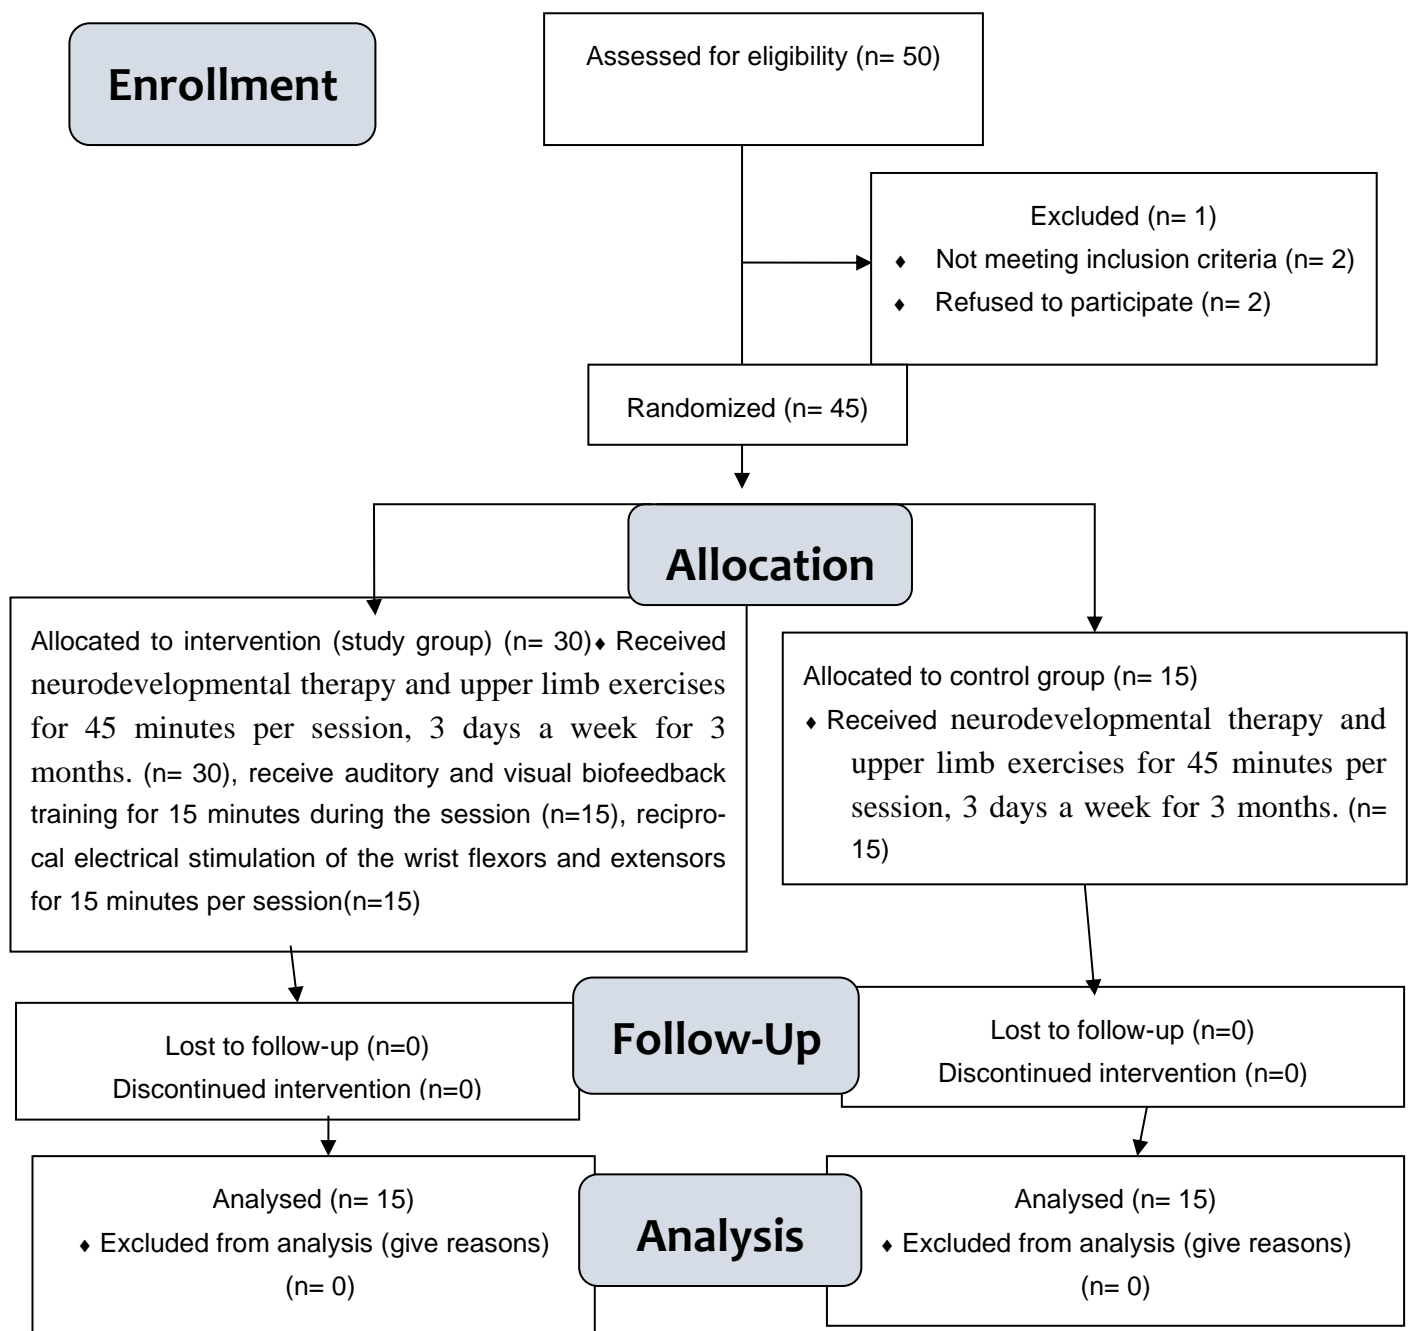 Enrollment
Assessed for eligibility (n= 50)
Excluded (n= 1)
♦ Not meeting inclusion criteria (n= 2)
♦ Refused to participate (n= 2)
Randomized (n= 45)
Allocation
Allocated to intervention (study group) (n= 30)♦ Received
neurodevelopmental therapy and upper limb exercises
for 45 minutes per session, 3 days a week for 3
months. (n= 30), receive auditory and visual biofeedback
training for 15 minutes during the session (n=15), recipro-
cal electrical stimulation of the wrist flexors and extensors
for 15 minutes per session(n=15)
Allocated to control group (n= 15)
♦ Received neurodevelopmental therapy and
upper limb exercises for 45 minutes per
session, 3 days a week for 3 months. (n=
15)
Follow-Up
Lost to follow-up (n=0)
Discontinued intervention (n=0)
Lost to follow-up (n=0)
Discontinued intervention (n=0)
Analysis
Analysed (n= 15)
♦ Excluded from analysis (give reasons)
(n= 0)
Analysed (n= 15)
♦ Excluded from analysis (give reasons)
(n= 0)